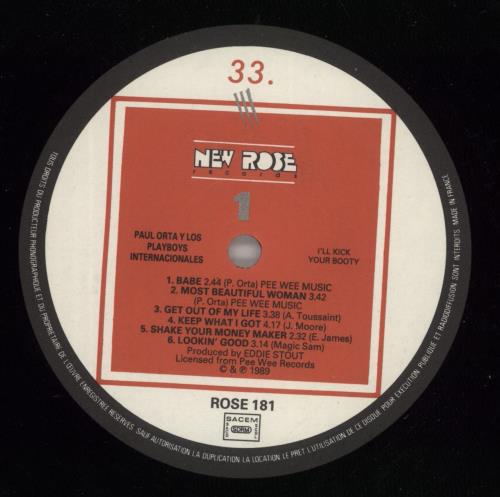 33.
NEW ROSE
records
1
PAUL ORTA Y LOS
PLAYBOYS
INTERNACIONALES
I'LL KICK
YOUR BOOTY
1. BABE 2.44 (P. Orta) PEE WEE MUSIC
2. MOST BEAUTIFUL WOMAN 3.42
(P. Orta) PEE WEE MUSIC
3. GET OUT OF MY LIFE 3.38 (A. Toussaint)
4. KEEP WHAT I GOT 4.17 (J. Moore)
5. SHAKE YOUR MONEY MAKER 2.32 (E. James)
6. LOOKIN' GOOD 3.14 (Magic Sam)
Produced by EDDIE STOUT
Licensed from Pee Wee Records
© & ℗ 1989
ROSE 181
SACEM
SDRM
TOUS DROITS DU PRODUCTEUR PHONOGRAPHIQUE ET DU PROPRIETAIRE DE L'ŒUVRE ENREGISTREE RESERVES. SAUF AUTORISATION LA DUPLICATION LA LOCATION LE PRET L'UTILISATION DE CE DISQUE POUR EXECUTION PUBLIQUE ET RADIODIFFUSION SONT INTERDITS. MADE IN FRANCE.